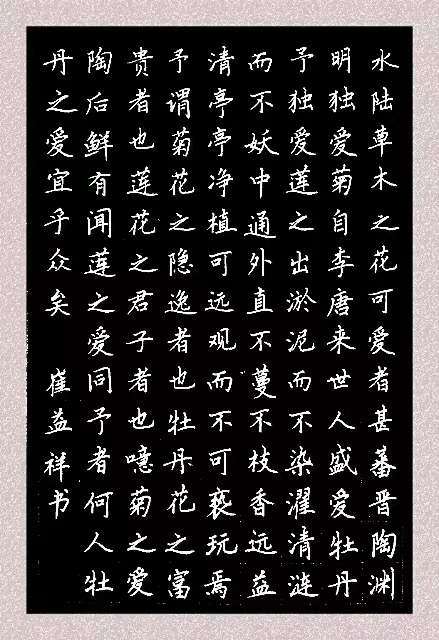 水陆草木之花可爱者甚蕃晋陶渊
明独爱菊自李唐来世人盛爱牡丹
予独爱莲之出淤泥而不染濯清涟
而不妖中通外直不蔓不枝香远益
清亭亭净植可远观而不可亵玩焉
予谓菊花之隐逸者也牡丹花之富
贵者也莲花之君子者也噫菊之爱
陶后鲜有闻莲之爱同予者何人牡
丹之爱宜乎众矣 崔益祥书